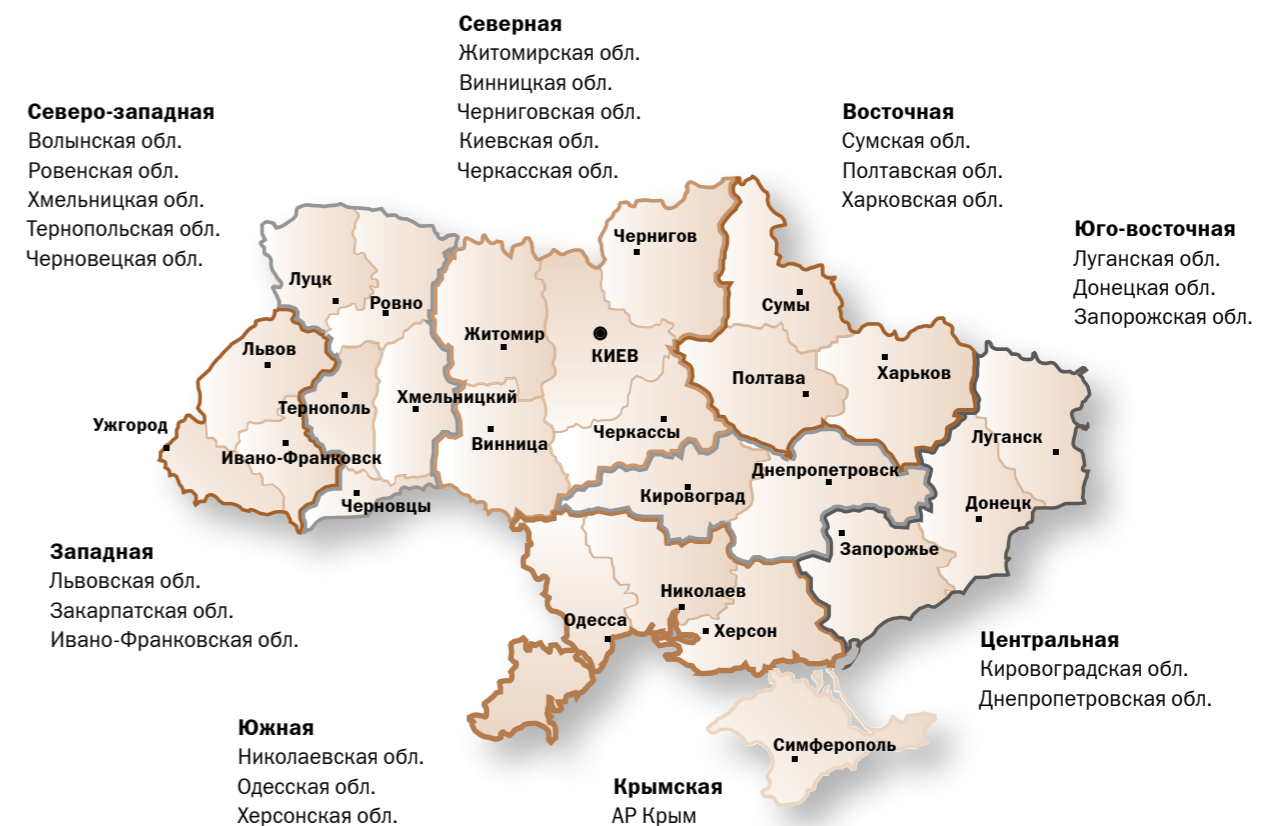 Северная
Житомирская обл.
Винницкая обл.
Черниговская обл.
Киевская обл.
Черкасская обл.
Северо-западная
Волынская обл.
Ровенская обл.
Хмельницкая обл.
Тернопольская обл.
Черновецкая обл.
Восточная
Сумская обл.
Полтавская обл.
Харковская обл.
Юго-восточная
Луганская обл.
Донецкая обл.
Запорожская обл.
Чернигов
Луцк
Ровно
Сумы
Житомир
КИЕВ
Львов
Полтава
Харьков
Тернополь
Хмельницкий
Ужгород
Черкассы
Винница
Луганск
Ивано-Франковск
Днепропетровск
Кировоград
Черновцы
Донецк
Запорожье
Николаев
Одесса
Херсон
Симферополь
Западная
Львовская обл.
Закарпатская обл.
Ивано-Франковская обл.
Центральная
Кировоградская обл.
Днепропетровская обл.
Южная
Николаевская обл.
Одесская обл.
Херсонская обл.
Крымская
АР Крым